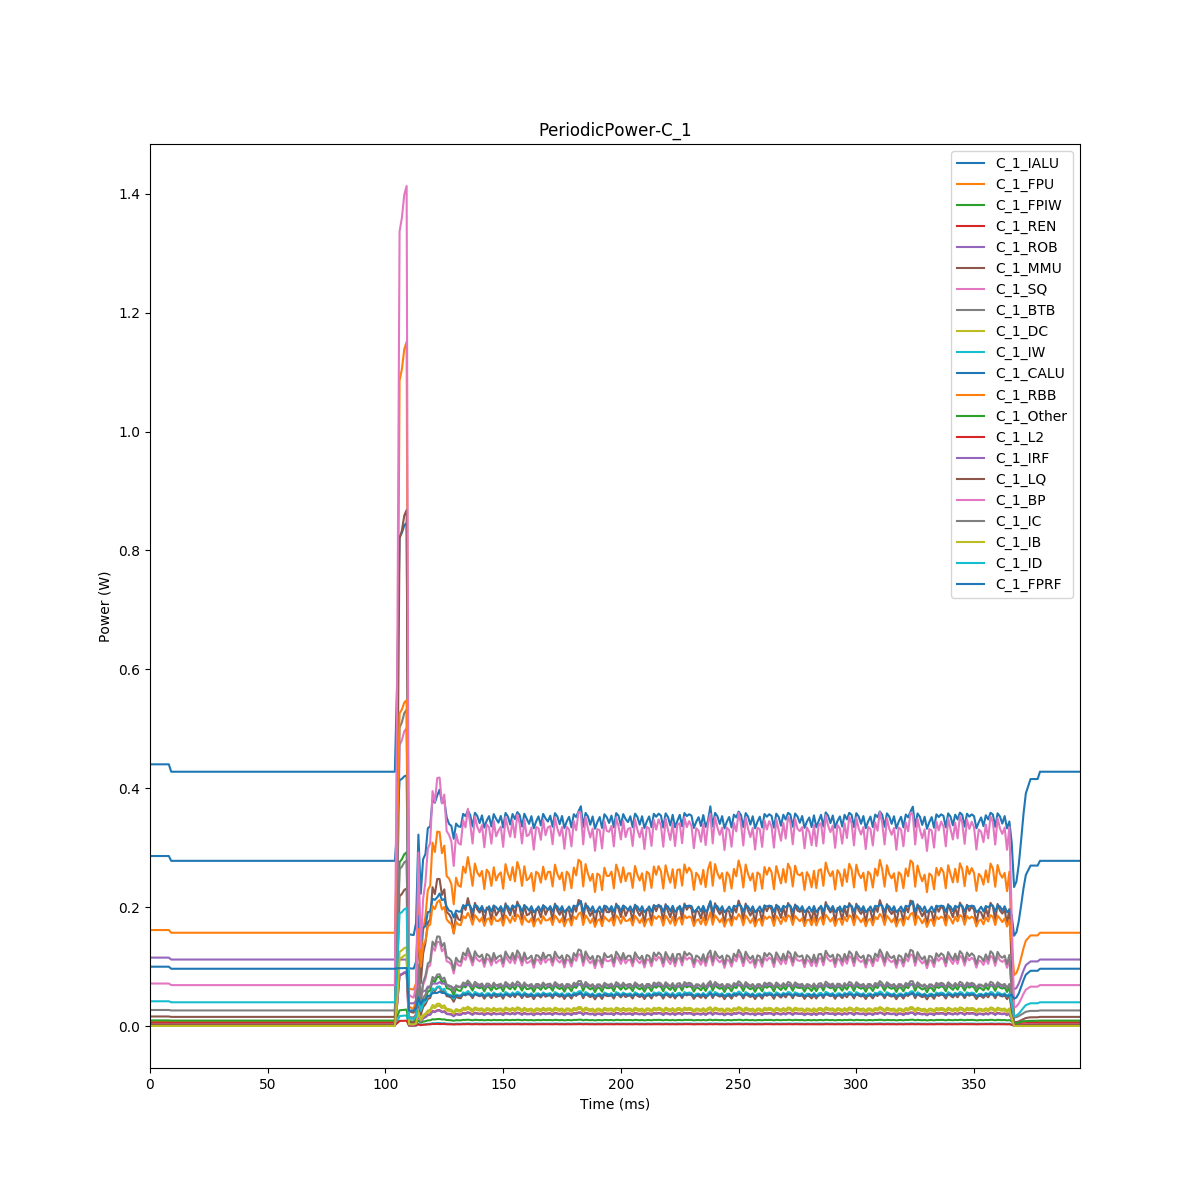 PeriodicPower-C_1
1.4
1.2
1.0
0.8
0.6
0.4
0.2
0.0
Power (W)
0
50
100
150
200
250
300
350
Time (ms)
C_1_IALU
C_1_FPU
C_1_FPIW
C_1_REN
C_1_ROB
C_1_MMU
C_1_SQ
C_1_BTB
C_1_DC
C_1_IW
C_1_CALU
C_1_RBB
C_1_Other
C_1_L2
C_1_IRF
C_1_LQ
C_1_BP
C_1_IC
C_1_IB
C_1_ID
C_1_FPRF